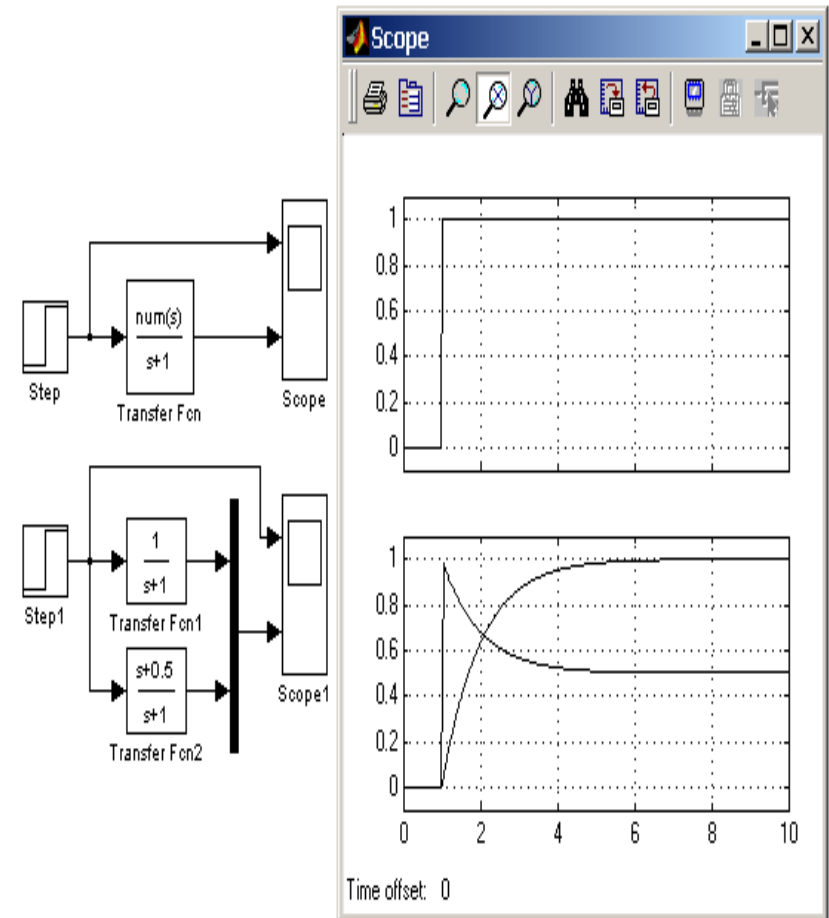 Scope
num(s)
s+1
Step
Transfer Fcn
Scope
1
s+1
Step1
Transfer Fcn1
s+0.5
s+1
Transfer Fcn2
Scope1
1
0.8
0.6
0.4
0.2
0
1
0.8
0.6
0.4
0.2
0
0 2 4 6 8 10
Time offset: 0